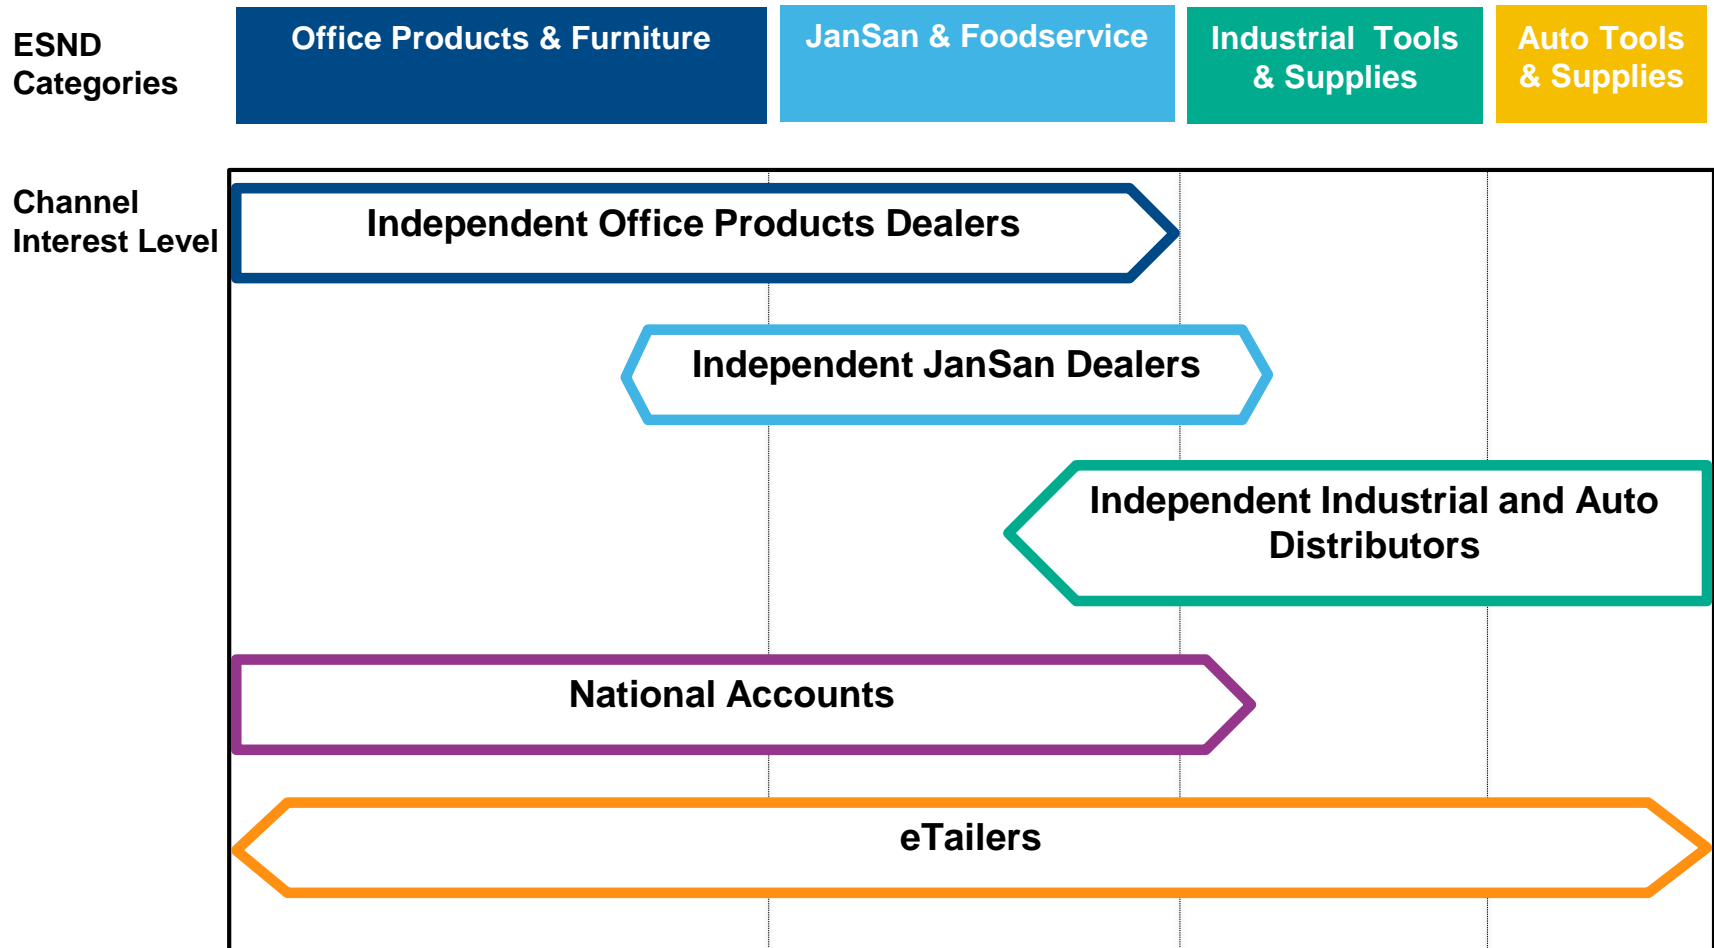 ESND
Categories
Office Products & Furniture
JanSan & Foodservice
Industrial Tools
& Supplies
Auto Tools
& Supplies
Channel
Interest Level
Independent Office Products Dealers
Independent JanSan Dealers
Independent Industrial and Auto
Distributors
National Accounts
eTailers